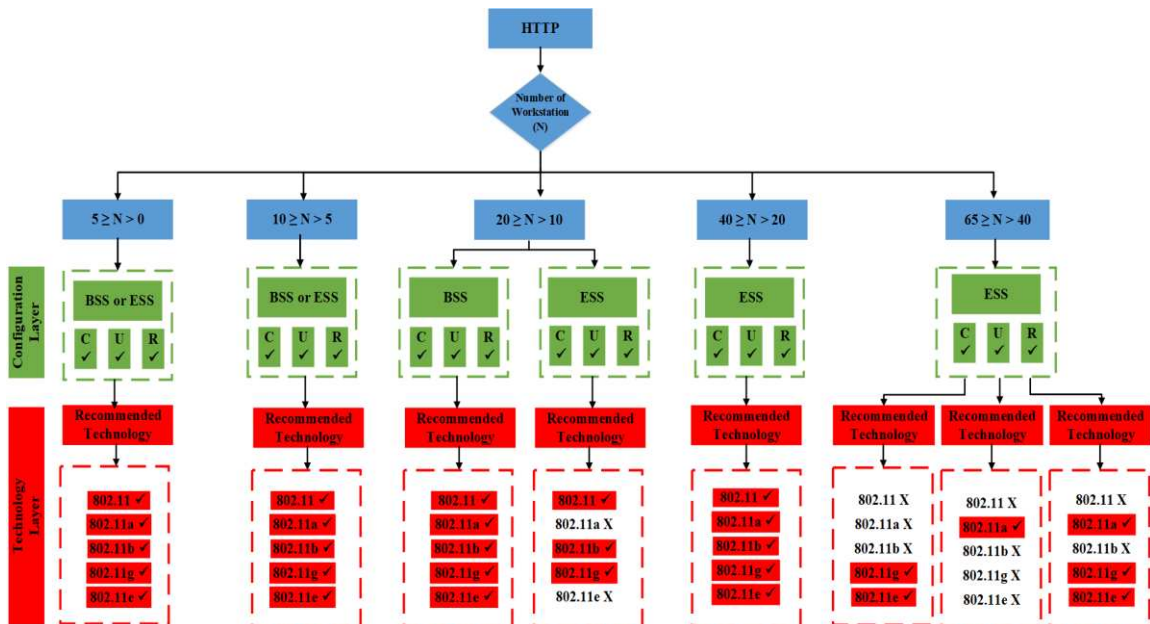 HTTP
Number of
Workstation
(N)
5 ≥ N > 0
10 ≥ N > 5
20 ≥ N > 10
40 ≥ N > 20
65 ≥ N > 40
Configuration
Layer
BSS or ESS
C U R
✓ ✓ ✓
BSS or ESS
C U R
✓ ✓ ✓
BSS
C U R
✓ ✓ ✓
ESS
C U R
✓ ✓ ✓
ESS
C U R
✓ ✓ ✓
ESS
C U R
✓ ✓ ✓
Technology
Layer
Recommended
Technology
802.11 ✓
802.11a ✓
802.11b ✓
802.11g ✓
802.11e ✓
Recommended
Technology
802.11 ✓
802.11a ✓
802.11b ✓
802.11g ✓
802.11e ✓
Recommended
Technology
802.11 ✓
802.11a ✓
802.11b ✓
802.11g ✓
802.11e ✓
Recommended
Technology
802.11 ✓
802.11a X
802.11b ✓
802.11g ✓
802.11e X
Recommended
Technology
802.11 ✓
802.11a ✓
802.11b ✓
802.11g ✓
802.11e ✓
Recommended
Technology
802.11 X
802.11a X
802.11b X
802.11g ✓
802.11e ✓
Recommended
Technology
802.11 X
802.11a ✓
802.11b X
802.11g X
802.11e X
Recommended
Technology
802.11 X
802.11a ✓
802.11b X
802.11g ✓
802.11e ✓